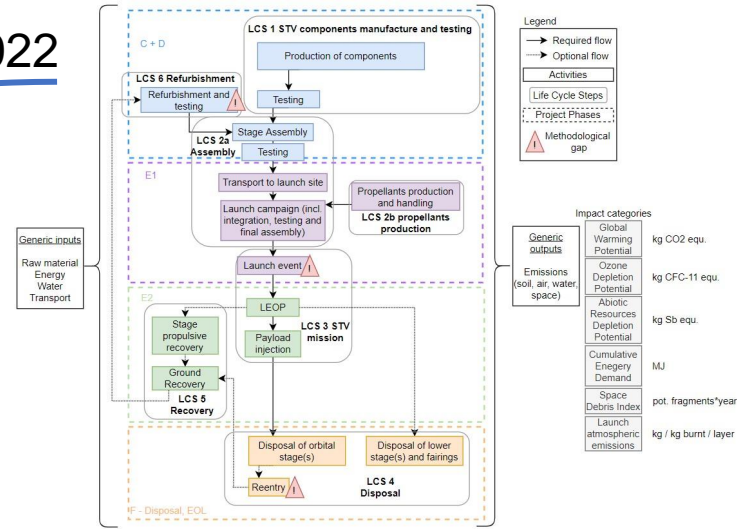 022
C + D
LCS 1 STV components manufacture and testing
Production of components
Testing
LCS 6 Refurbishment
Refurbishment and
testing
I
LCS 2a
Assembly
Stage Assembly
Testing
E1
Transport to launch site
Launch campaign (incl.
integration, testing and
final assembly)
Propellants production
and handling
LCS 2b propellants
production
Launch event
I
E2
LEOP
LCS 3 STV
mission
Payload
injection
Stage
propulsive
recovery
Ground
Recovery
LCS 5
Recovery
Disposal of orbital
stage(s)
Disposal of lower
stage(s) and fairings
Reentry
I
LCS 4
Disposal
F - Disposal, EOL
Generic inputs
Raw material
Energy
Water
Transport
Legend
Required flow
Optional flow
Activities
Life Cycle Steps
Project Phases
I
Methodological
gap
Generic
outputs
Emissions
(soil, air, water,
space)
Impact categories
Global
Warming
Potential
kg CO2 equ.
Ozone
Depletion
Potential
kg CFC-11 equ.
Abiotic
Resources
Depletion
Potential
kg Sb equ.
Cumulative
Enegery
Demand
MJ
Space
Debris Index
pot. fragments*year
Launch
atmospheric
emissions
kg / kg burnt / layer